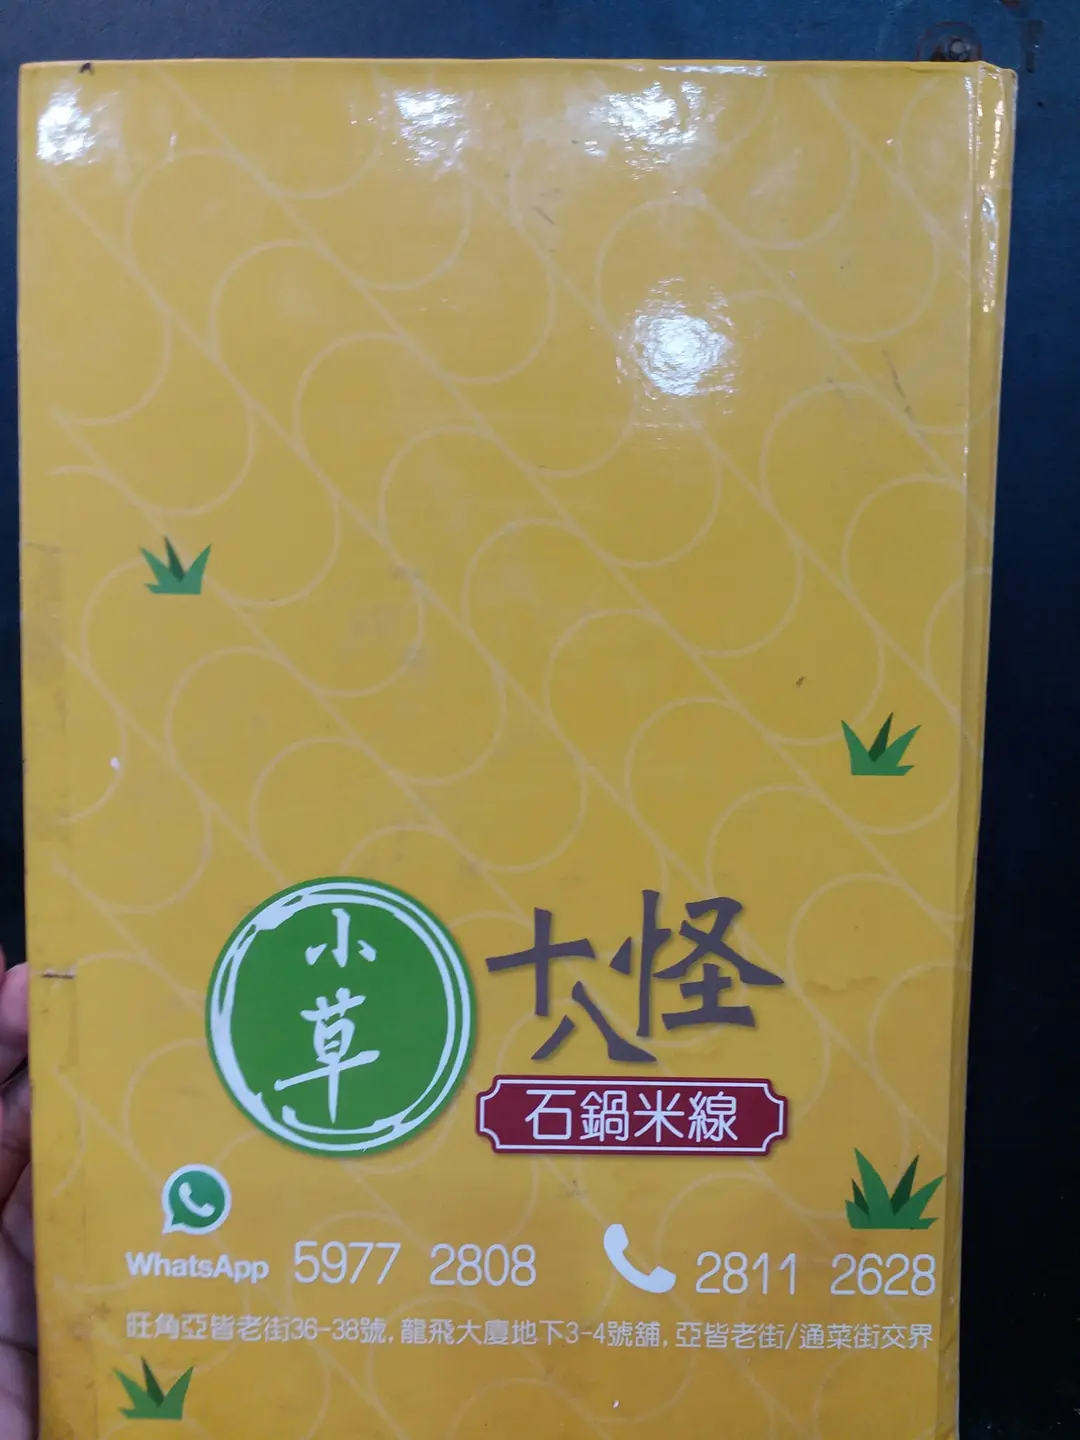 小草
十八怪
石鍋米線
WhatsApp 5977 2808 2811 2628
旺角亞皆老街36-38號, 龍飛大廈地下3-4號舖, 亞皆老街/通菜街交界